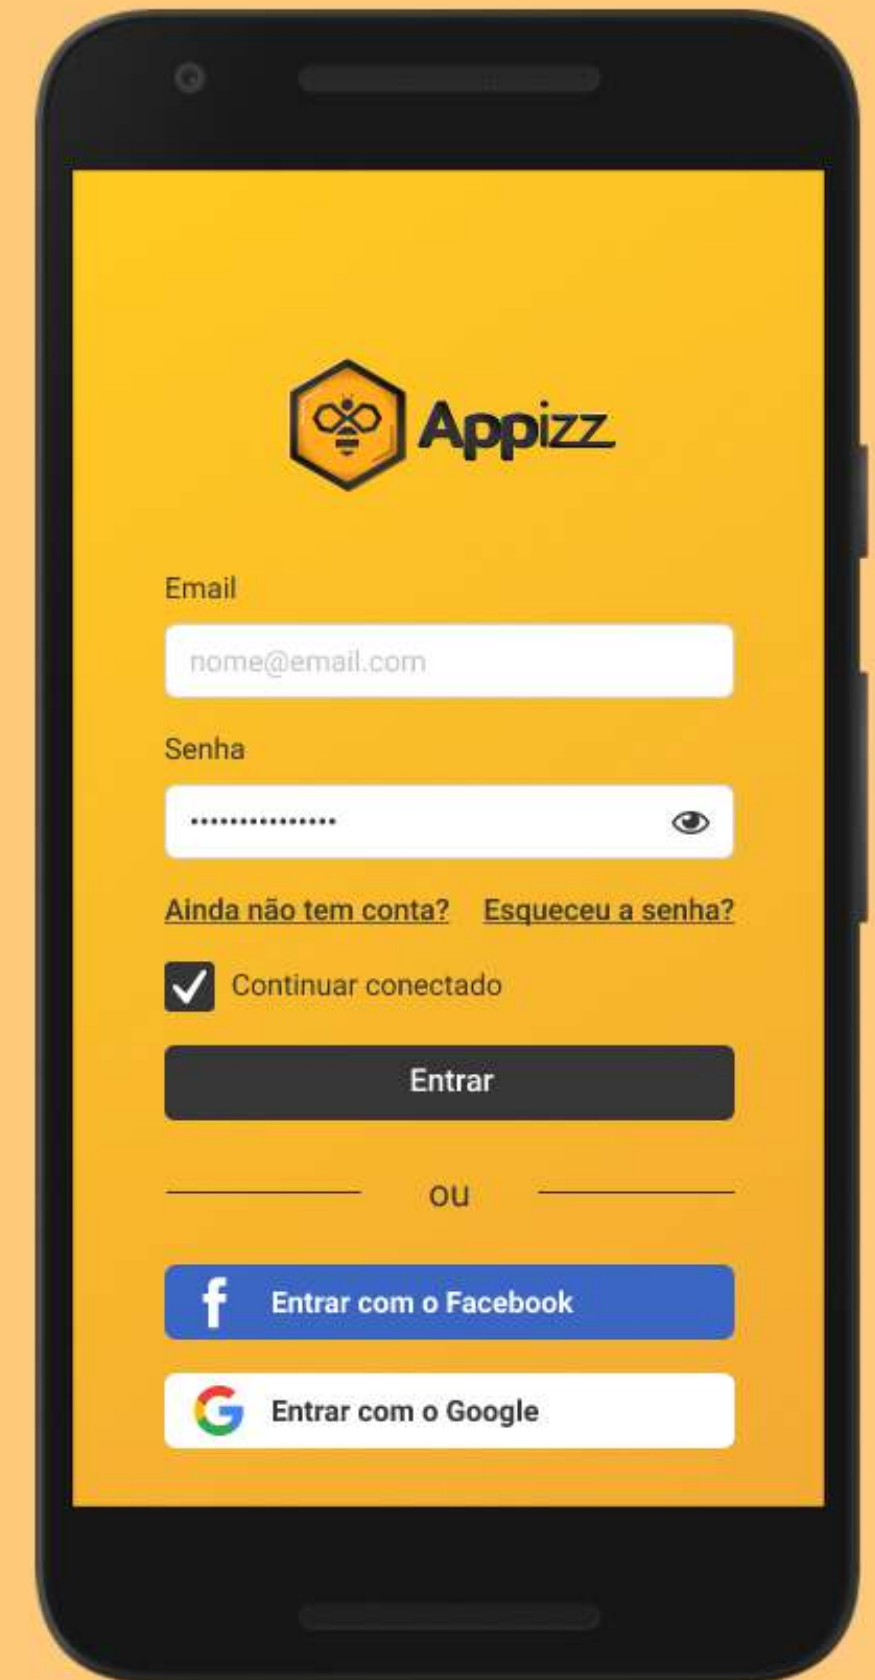 Appizz
Email
nome@email.com
Senha
•••••••••••••••
Ainda não tem conta? Esqueceu a senha?
Continuar conectado
Entrar
ou
Entrar com o Facebook
Entrar com o Google